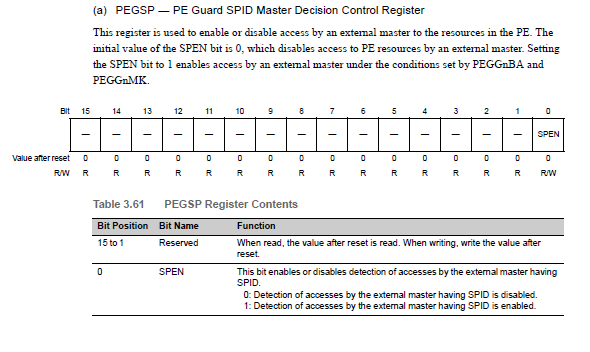 (a) PEGSP — PE Guard SPID Master Decision Control Register
This register is used to enable or disable access by an external master to the resources in the PE. The
initial value of the SPEN bit is 0, which disables access to PE resources by an external master. Setting
the SPEN bit to 1 enables access by an external master under the conditions set by PEGGnBA and
PEGGnMK.
Bit 15 14 13 12 11 10 9 8 7 6 5 4 3 2 1 0
— — — — — — — — — — — — — — — SPEN
Value after reset 0 0 0 0 0 0 0 0 0 0 0 0 0 0 0 0
R/W R R R R R R R R R R R R R R R R/W
Table 3.61 PEGSP Register Contents
Bit Position Bit Name Function
15 to 1 Reserved When read, the value after reset is read. When writing, write the value after
reset.
0 SPEN This bit enables or disables detection of accesses by the external master having
SPID.
0: Detection of accesses by the external master having SPID is disabled.
1: Detection of accesses by the external master having SPID is enabled.